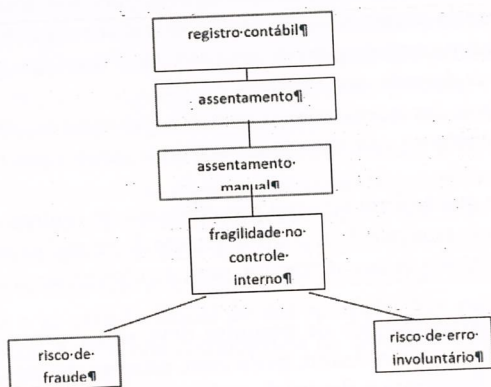 registro·contábil¶
assentamento¶
assentamento·
manual¶
fragilidade·no·
controle·
interno¶
risco·de·
fraude¶
risco·de·erro·
involuntário¶